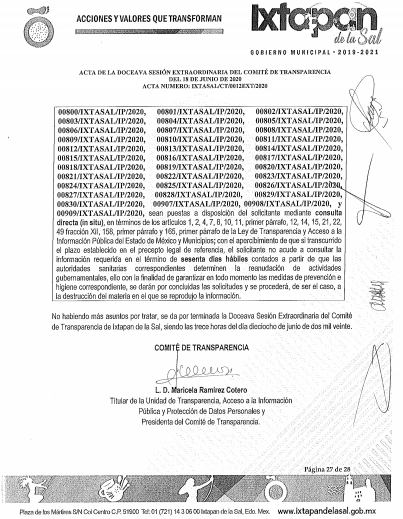 ACCIONES Y VALORES QUE TRANSFORMAN
Ixtapan
de la Sal
GOBIERNO MUNICIPAL • 2019-2021
ACTA DE LA DOCEAVA SESIÓN EXTRAORDINARIA DEL COMITÉ DE TRANSPARENCIA
DEL 18 DE JUNIO DE 2020
ACTA NUMERO: IXTASAL/CT/0012EXT/2020
00800/IXTASAL/IP/2020, 00801/IXTASAL/IP/2020, 00802/IXTASAL/IP/2020,
00803/IXTASAL/IP/2020, 00804/IXTASAL/IP/2020, 00805/IXTASAL/IP/2020,
00806/IXTASAL/IP/2020, 00807/IXTASAL/IP/2020, 00808/IXTASAL/IP/2020,
00809/IXTASAL/IP/2020, 00810/IXTASAL/IP/2020, 00811/IXTASAL/IP/2020,
00812/IXTASAL/IP/2020, 00813/IXTASAL/IP/2020, 00814/IXTASAL/IP/2020,
00815/IXTASAL/IP/2020, 00816/IXTASAL/IP/2020, 00817/IXTASAL/IP/2020,
00818/IXTASAL/IP/2020, 00819/IXTASAL/IP/2020, 00820/IXTASAL/IP/2020,
00821/IXTASAL/IP/2020, 00822/IXTASAL/IP/2020, 00823/IXTASAL/IP/2020,
00824/IXTASAL/IP/2020, 00825/IXTASAL/IP/2020, 00826/IXTASAL/IP/2020,
00827/IXTASAL/IP/2020, 00828/IXTASAL/IP/2020, 00829/IXTASAL/IP/2020,
00830/IXTASAL/IP/2020, 00907/IXTASAL/IP/2020, 00908/IXTASAL/IP/2020, y
00909/IXTASAL/IP/2020, sean puestas a disposición del solicitante mediante consulta
directa (in situ), en términos de los artículos 1, 2, 4, 7, 8, 10, 11, primer párrafo, 12, 14, 15, 21, 22,
49 fracción XII, 158, primer párrafo y 165, primer párrafo de la Ley de Transparencia y Acceso a la
Información Pública del Estado de México y Municipios; con el apercibimiento de que si transcurrido
el plazo establecido en el precepto legal de referencia, el solicitante no acude a consultar la
información requerida en el término de sesenta días hábiles contados a partir de que las
autoridades sanitarias correspondientes determinen la reanudación de actividades
gubernamentales, ello con la finalidad de garantizar en todo momento las medidas de prevención e
higiene correspondiente, se darán por concluidas las solicitudes y se procederá, de ser el caso, a
la destrucción del materia en el que se reprodujo la información.
No habiendo más asuntos por tratar, se da por terminada la Doceava Sesión Extraordinaria del Comité
de Transparencia de Ixtapan de la Sal, siendo las trece horas del día dieciocho de junio de dos mil veinte.
COMITÉ DE TRANSPARENCIA
L. D. Maricela Ramírez Cotero
Titular de la Unidad de Transparencia, Acceso a la Información
Pública y Protección de Datos Personales y
Presidenta del Comité de Transparencia.
Página 27 de 28
Plaza de los Mártires S/N Col Centro C.P. 51900 Tel: 01 (721) 14 3 06 00 Ixtapan de la Sal, Edo. Mex. www.ixtapandelasal.gob.mx